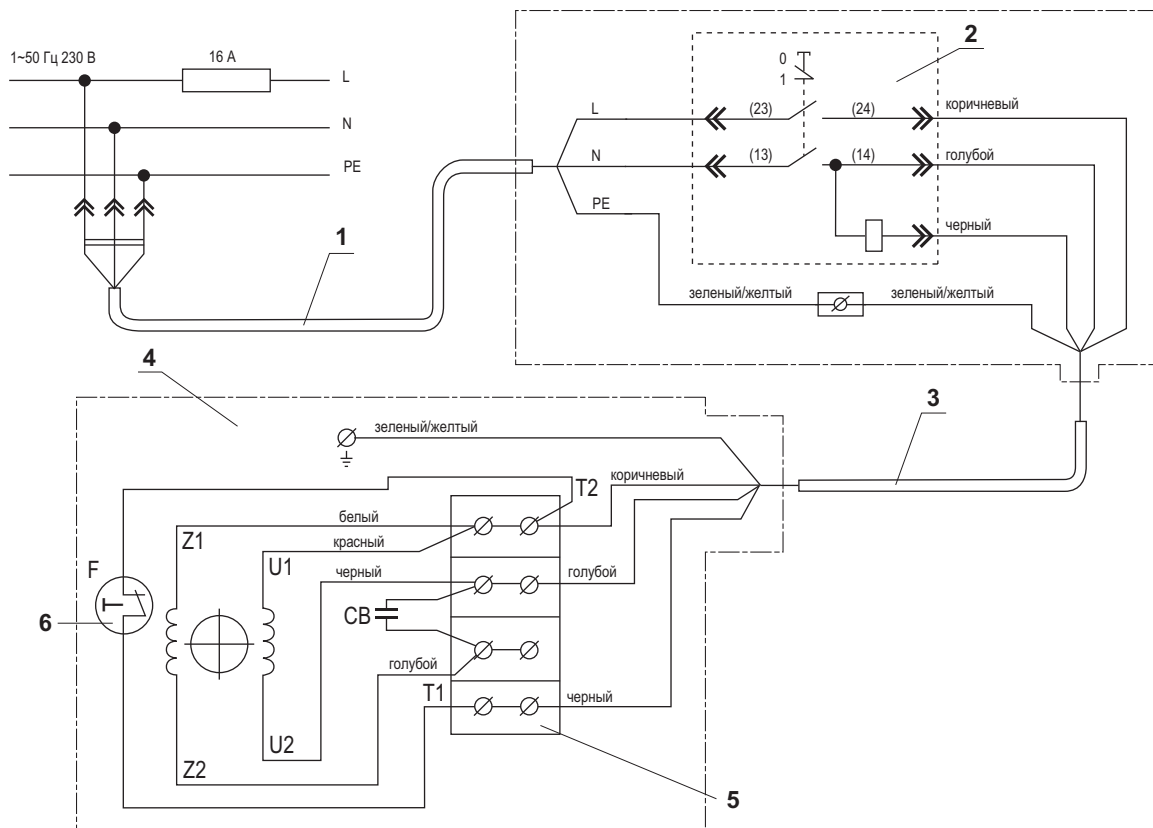 1~50 Гц 230 В
16 А
L
N
PE
1
2
0
1
L
(23)
(24)
коричневый
N
(13)
(14)
голубой
PE
черный
зеленый/желтый
зеленый/желтый
4
3
зеленый/желтый
коричневый
T2
белый
Z1
красный
U1
черный
голубой
F
6
CB
голубой
T1
черный
U2
Z2
5